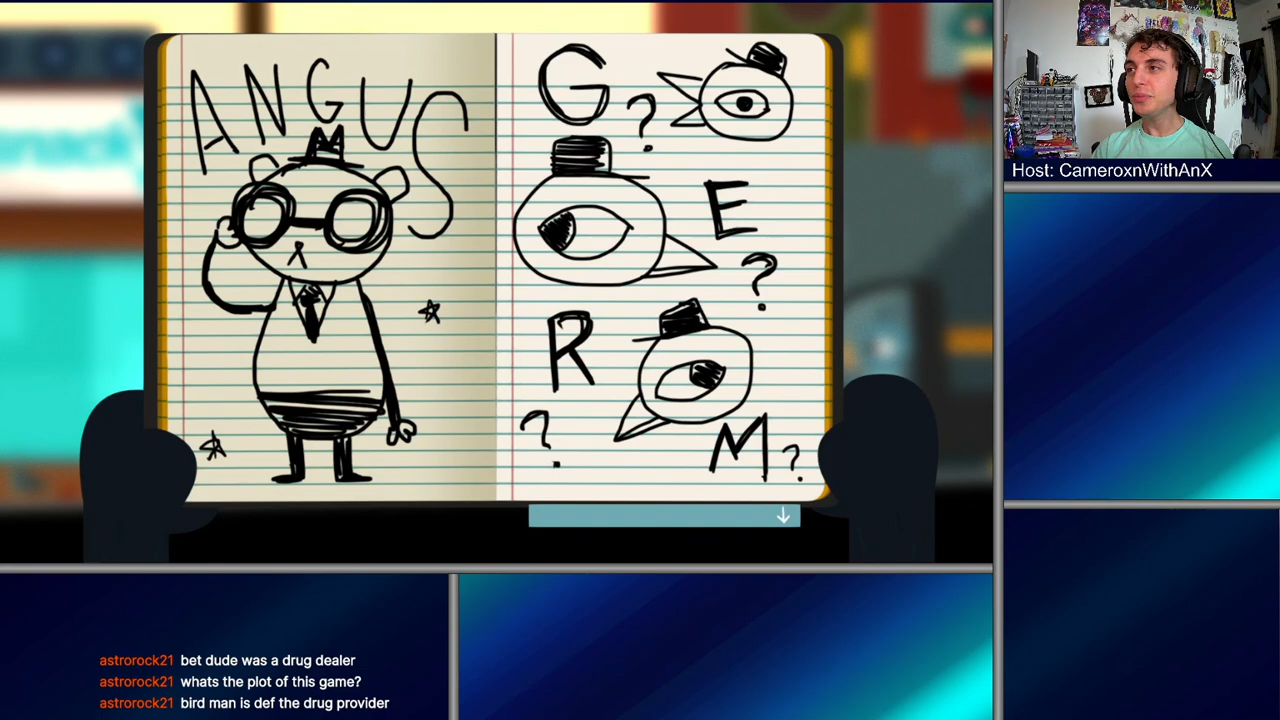 ANGUS
G?
E?
R?
M?
Host: CameroxnWithAnX
astrorock21 bet dude was a drug dealer
astrorock21 whats the plot of this game?
astrorock21 bird man is def the drug provider